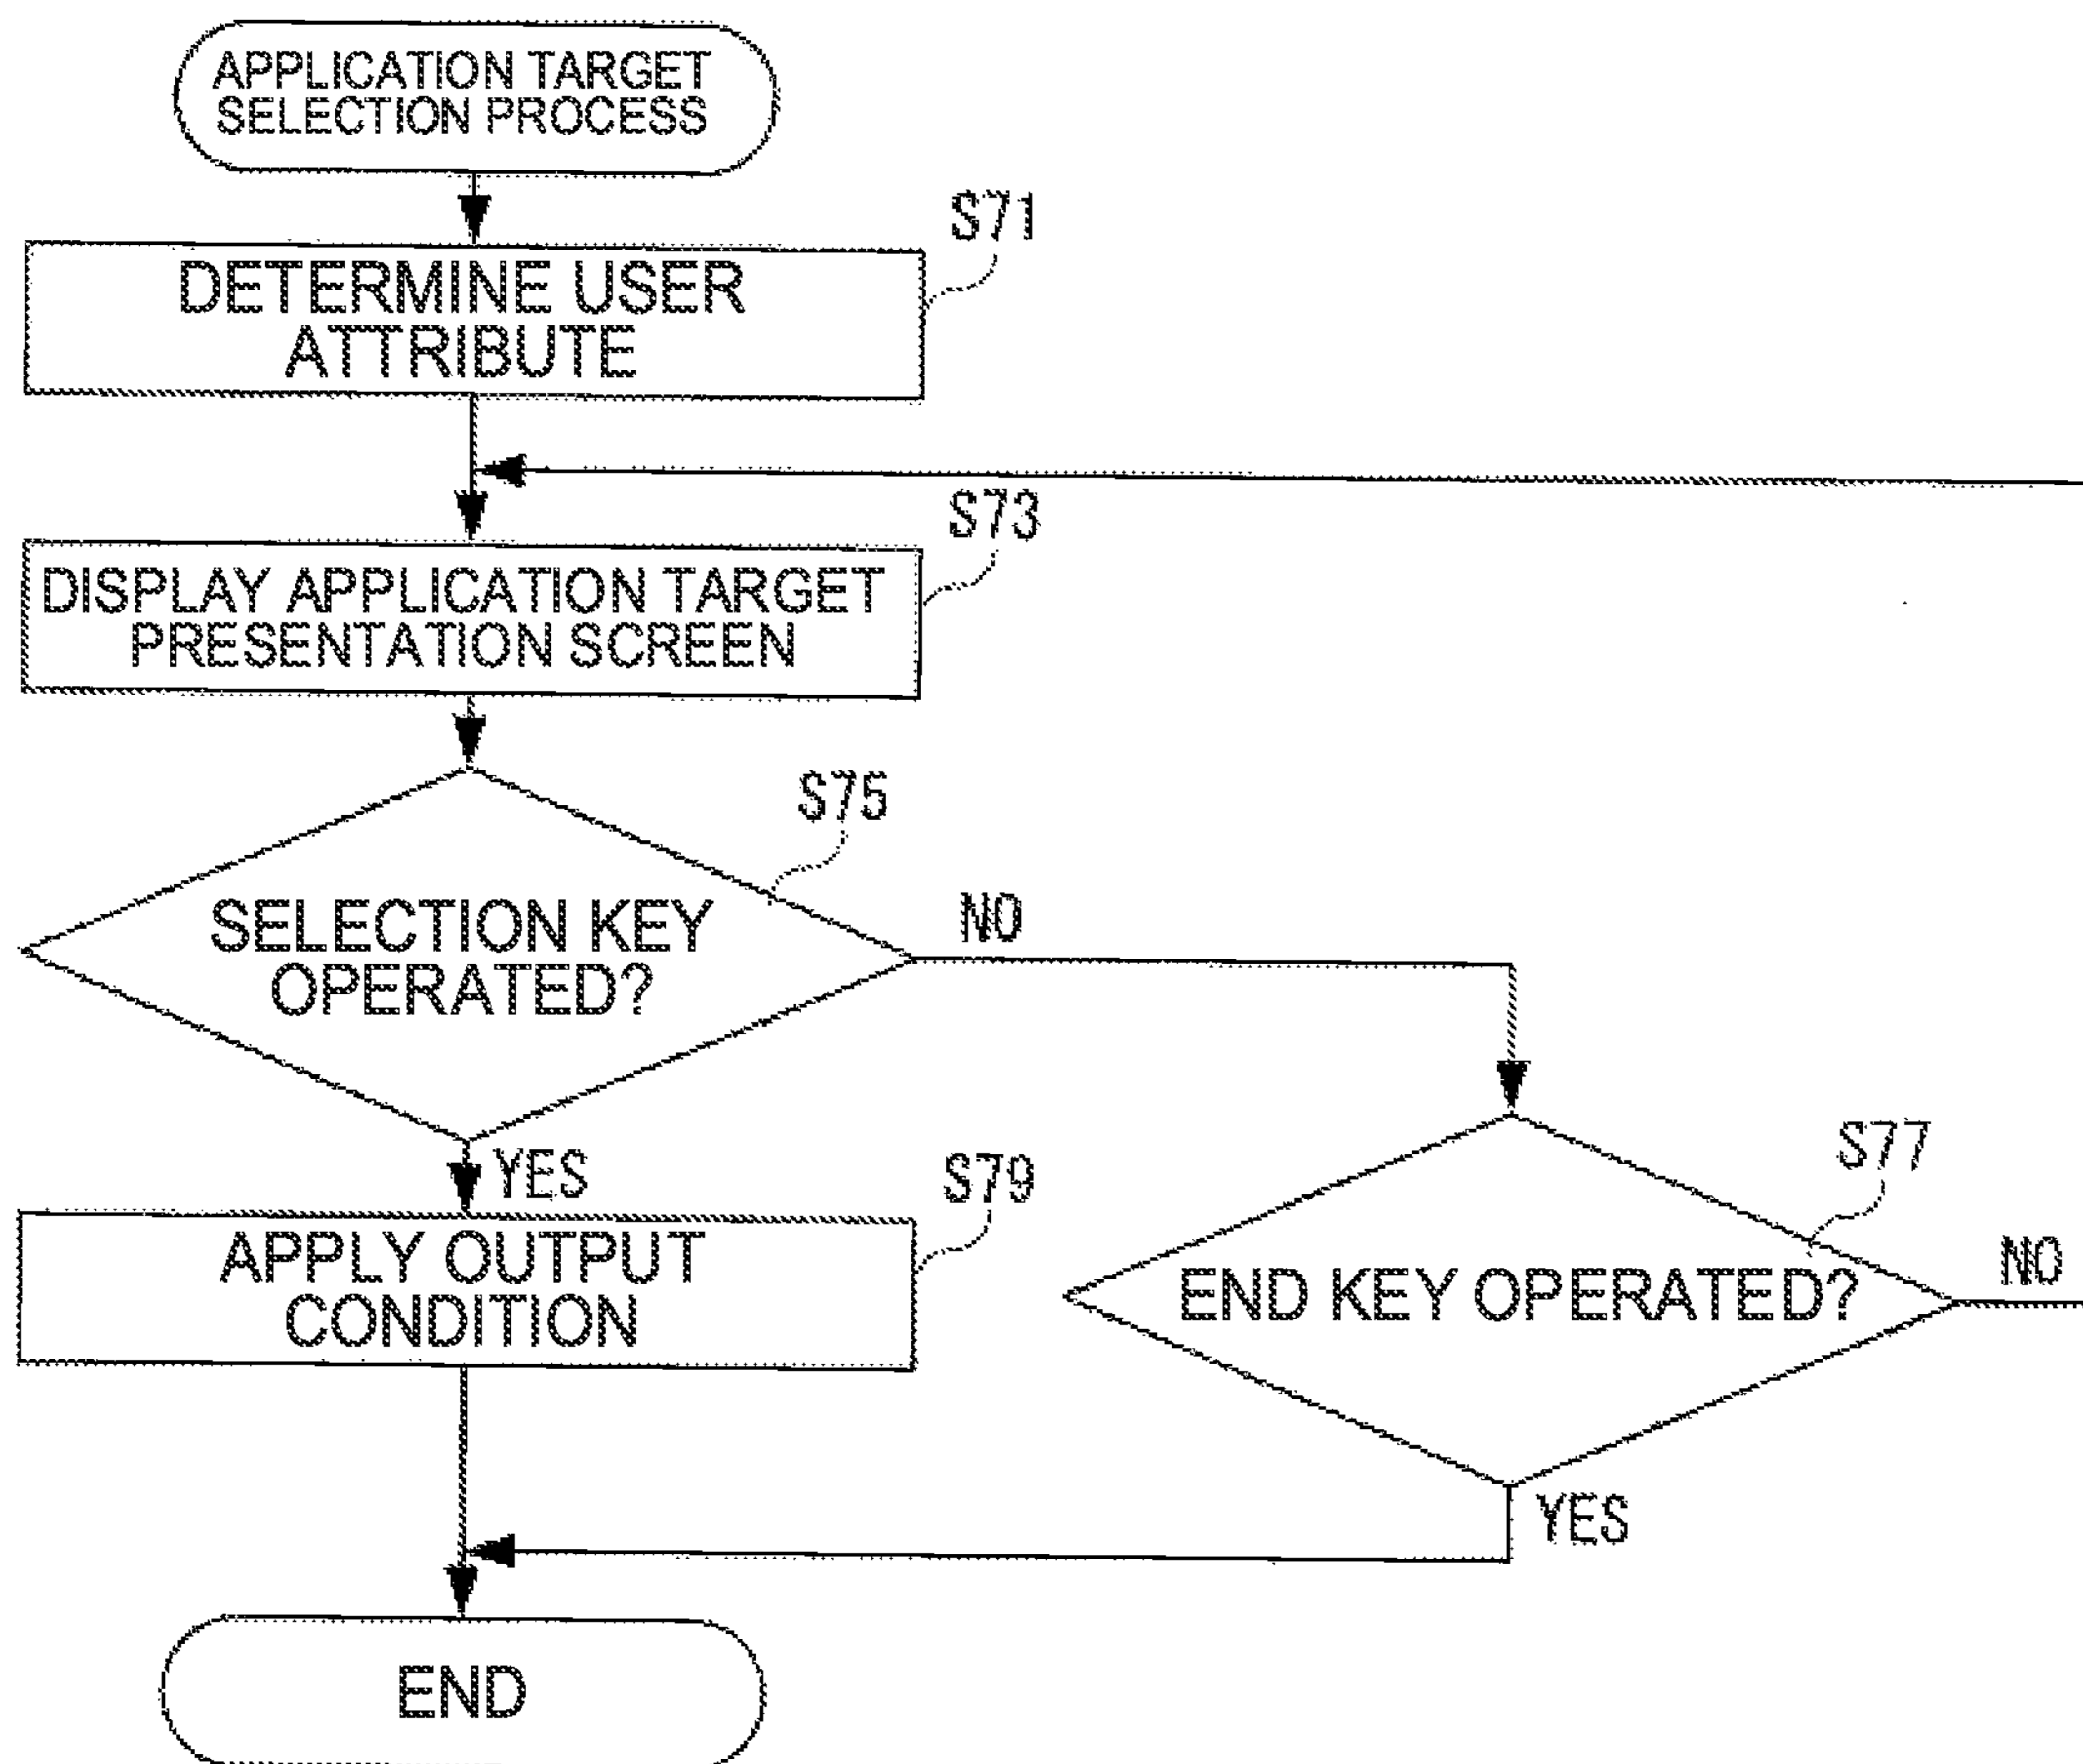 APPLICATION TARGET
SELECTION PROCESS
S71
DETERMINE USER
ATTRIBUTE
S73
DISPLAY APPLICATION TARGET
PRESENTATION SCREEN
S75
SELECTION KEY
OPERATED?
NO
YES
S77
END KEY OPERATED?
NO
YES
S79
APPLY OUTPUT
CONDITION
END